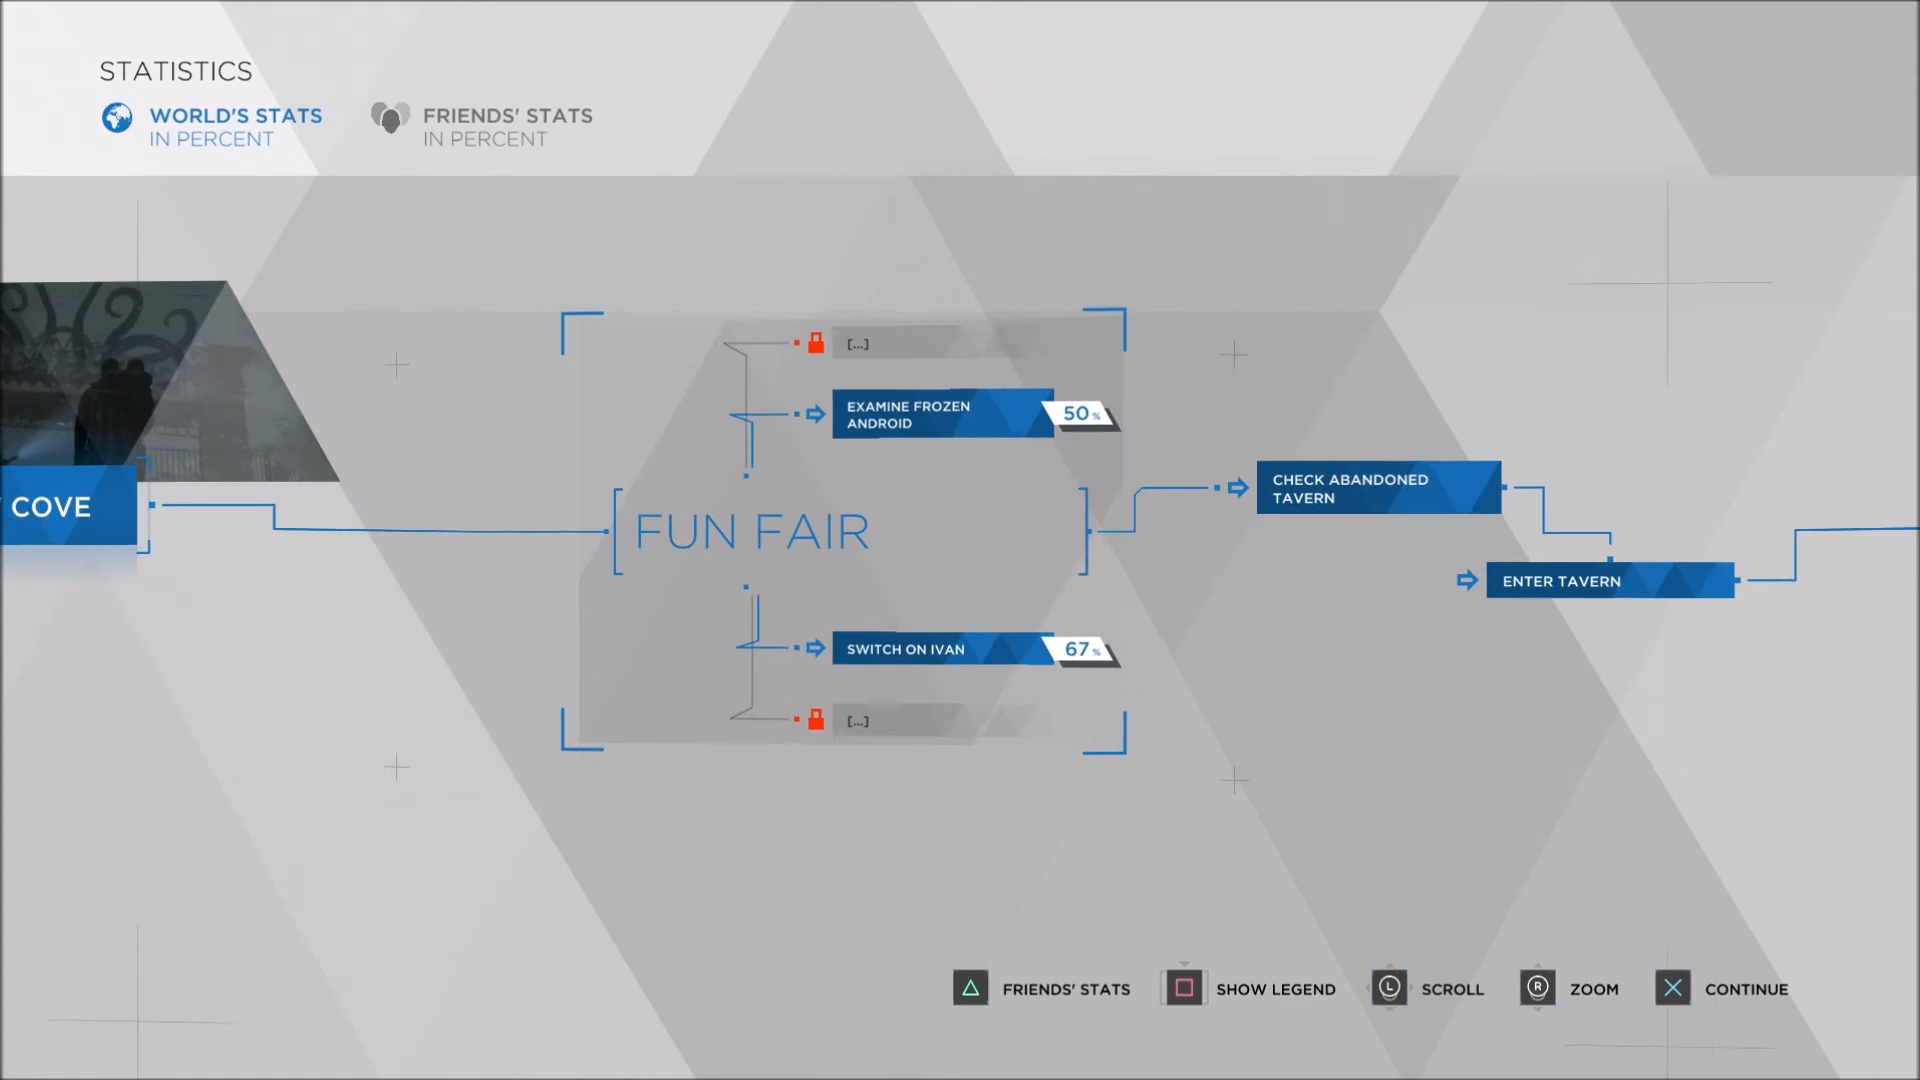 STATISTICS
WORLD'S STATS
IN PERCENT
FRIENDS' STATS
IN PERCENT
[...]
EXAMINE FROZEN
ANDROID
50%
COVE
FUN FAIR
CHECK ABANDONED
TAVERN
ENTER TAVERN
SWITCH ON IVAN
67%
[...]
FRIENDS' STATS
SHOW LEGEND
L
SCROLL
R
ZOOM
CONTINUE